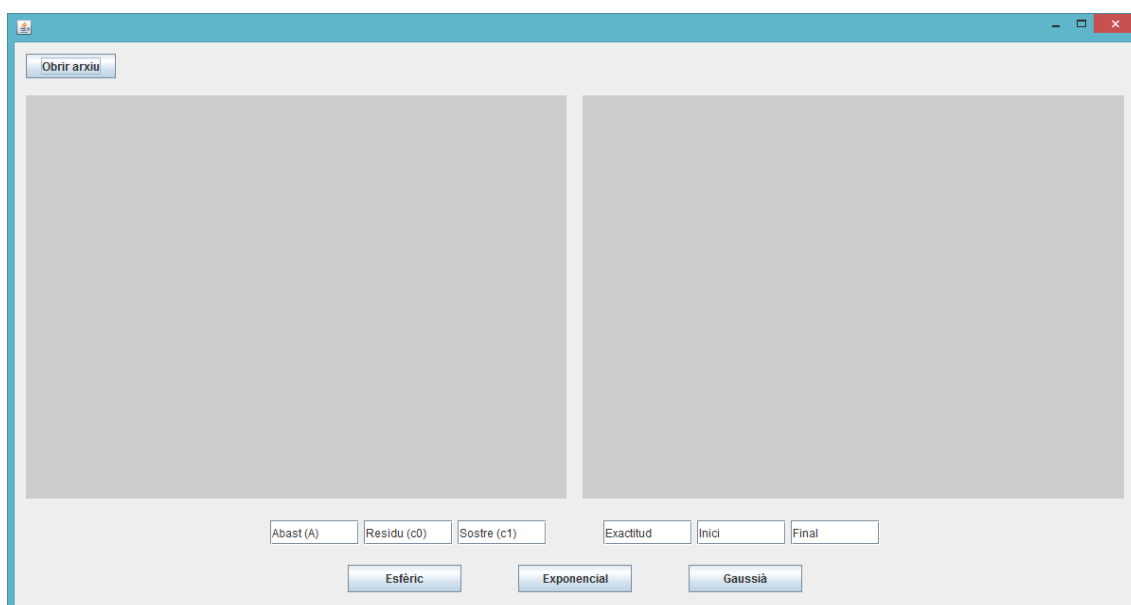 Obrir arxiu
Abast (A) Residu (c0) Sostre (c1) Exactitud Inici Final
Esfèric Exponencial Gaussià